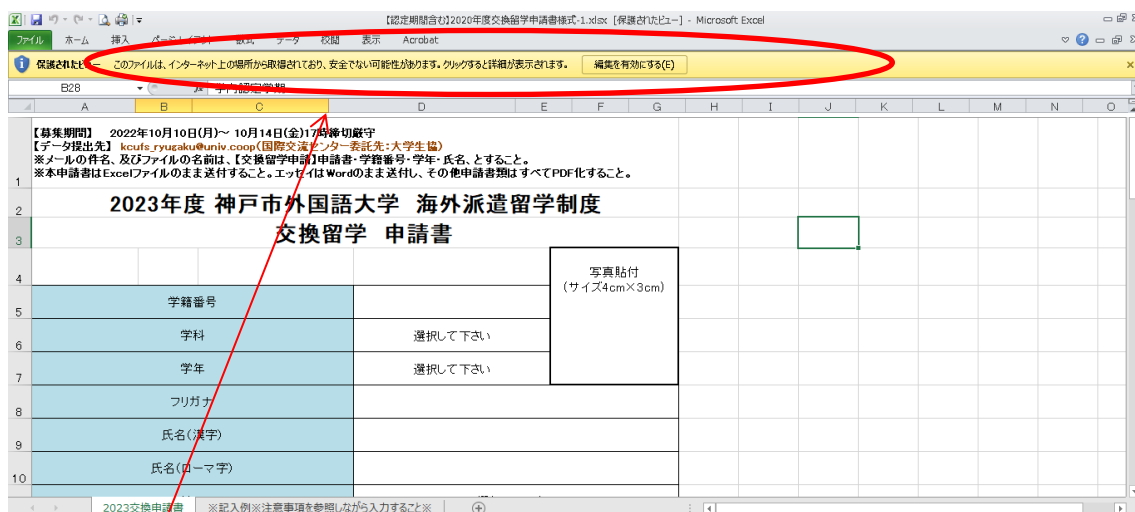 【認定期間含む】2020年度交換留学申請書様式-1.xlsx [保護されたビュー] - Microsoft Excel
ファイル ホーム 挿入 データ 校閲 表示 Acrobat
保護されたビュー このファイルは、インターネット上の場所から取得されており、安全でない可能性があります。クリックすると詳細が表示されます。 編集を有効にする(E)
B28 fx 学内認定学期
A B C D E F G H I J K L M N O
1
【募集期間】 2022年10月10日(月)～ 10月14日(金)17時締切厳守
【データ提出先】 kcufs_ryugaku@univ.coop(国際交流センター委託先:大学生協)
※メールの件名、及びファイルの名前は、【交換留学申請】申請書・学籍番号・学年・氏名、とすること。
※本申請書はExcelファイルのまま送付すること。エッセイはWordのまま送付し、その他申請書類はすべてPDF化すること。
2 2023年度 神戸市外国語大学 海外派遣留学制度
3 交換留学 申請書
4 写真貼付
(サイズ4cm×3cm)
5 学籍番号
6 学科 選択して下さい
7 学年 選択して下さい
8 フリガナ
9 氏名(漢字)
10 氏名(ローマ字)
2023交換申請書 ※記入例※注意事項を参照しながら入力すること※